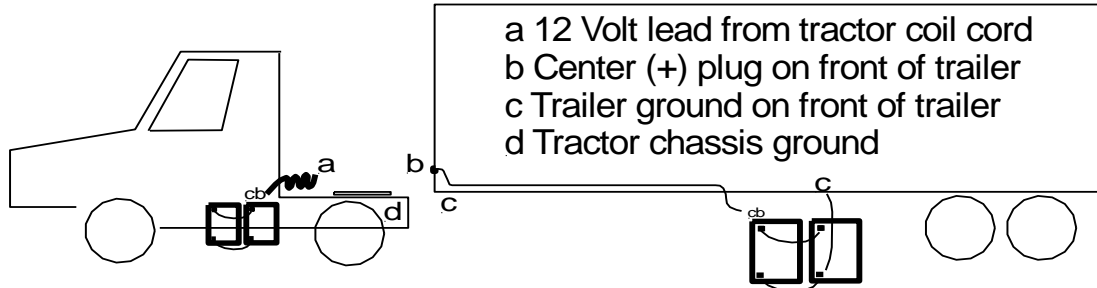 a 12 Volt lead from tractor coil cord
b Center (+) plug on front of trailer
c Trailer ground on front of trailer
d Tractor chassis ground
a
b
c
cb
d
c
cb